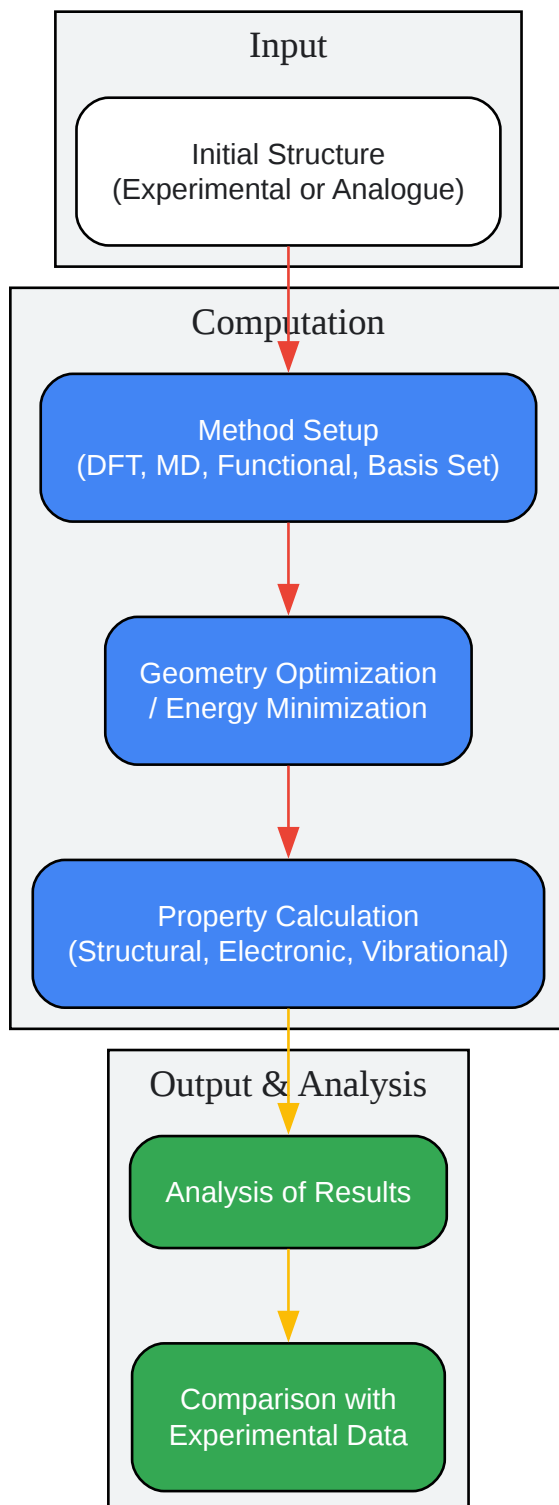 Input
Initial Structure
(Experimental or Analogue)
Computation
Method Setup
(DFT, MD, Functional, Basis Set)
Geometry Optimization
/ Energy Minimization
Property Calculation
(Structural, Electronic, Vibrational)
Output & Analysis
Analysis of Results
Comparison with
Experimental Data